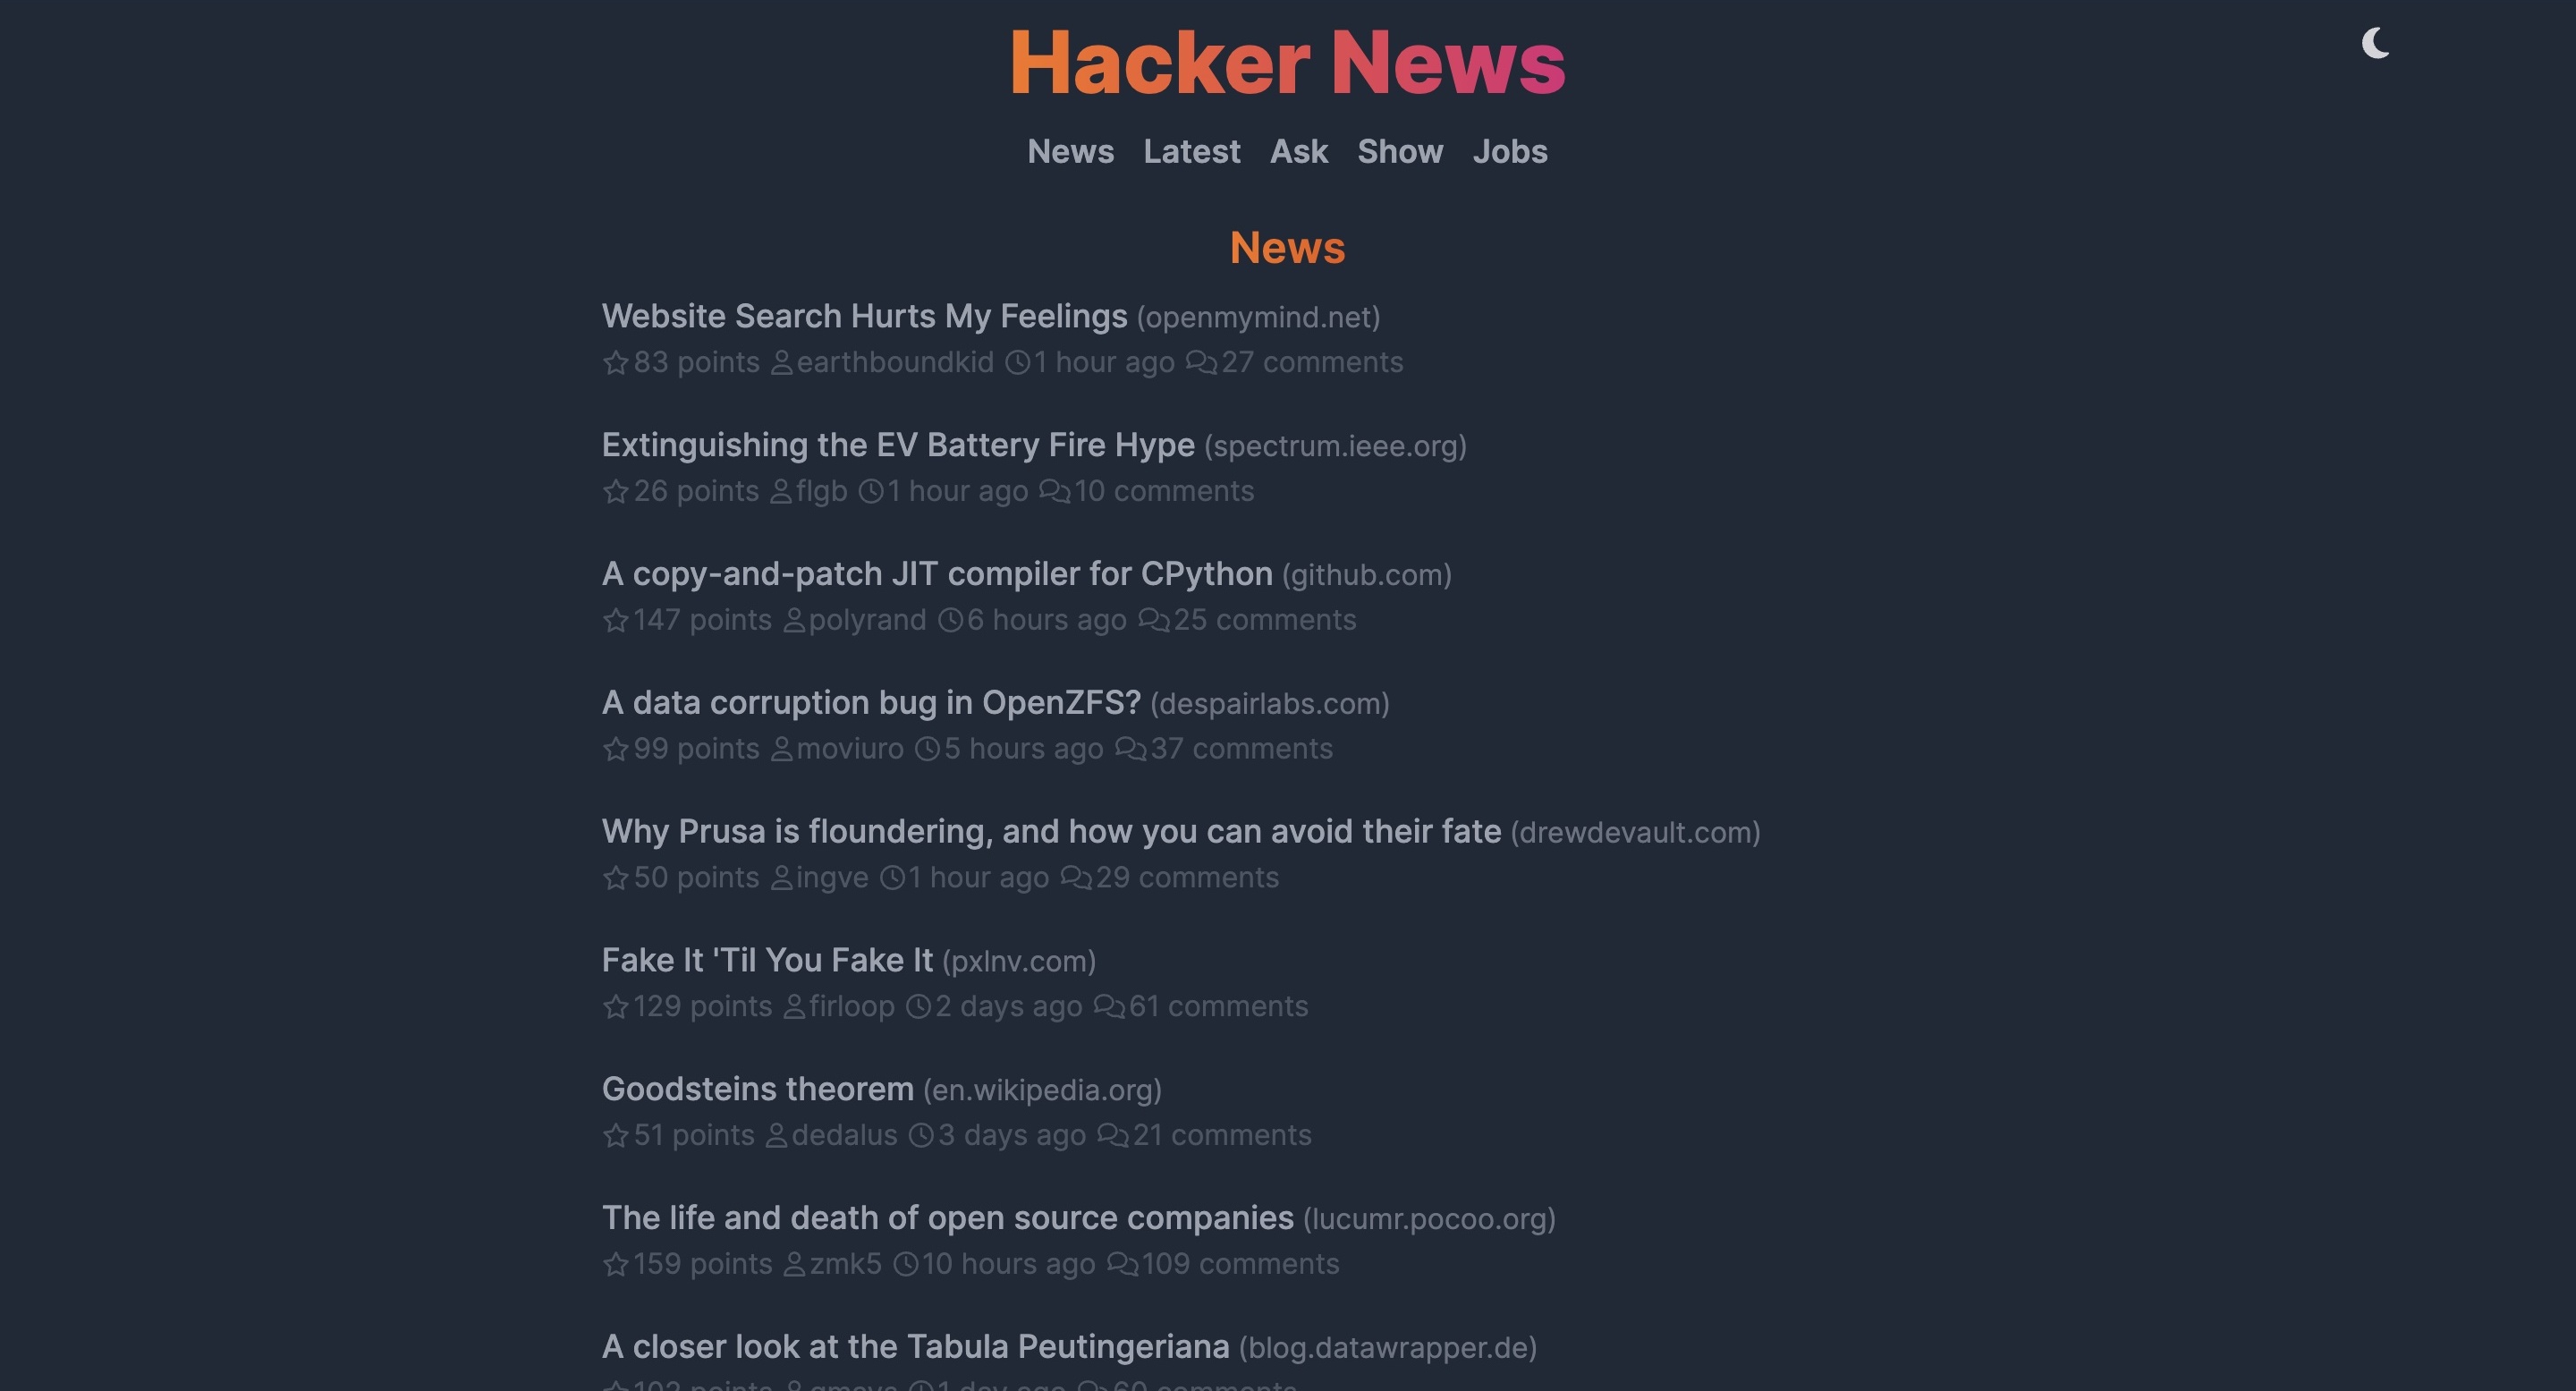 Hacker News
News Latest Ask Show Jobs
News
Website Search Hurts My Feelings (openmymind.net)
83 points earthboundkid 1 hour ago 27 comments
Extinguishing the EV Battery Fire Hype (spectrum.ieee.org)
26 points flgb 1 hour ago 10 comments
A copy-and-patch JIT compiler for CPython (github.com)
147 points polyrand 6 hours ago 25 comments
A data corruption bug in OpenZFS? (despairlabs.com)
99 points moviuro 5 hours ago 37 comments
Why Prusa is floundering, and how you can avoid their fate (drewdevault.com)
50 points ingve 1 hour ago 29 comments
Fake It 'Til You Fake It (pxlnv.com)
129 points firloop 2 days ago 61 comments
Goodsteins theorem (en.wikipedia.org)
51 points dedalus 3 days ago 21 comments
The life and death of open source companies (lucumr.pocoo.org)
159 points zmk5 10 hours ago 109 comments
A closer look at the Tabula Peutingeriana (blog.datawrapper.de)
points 1 day ago comments